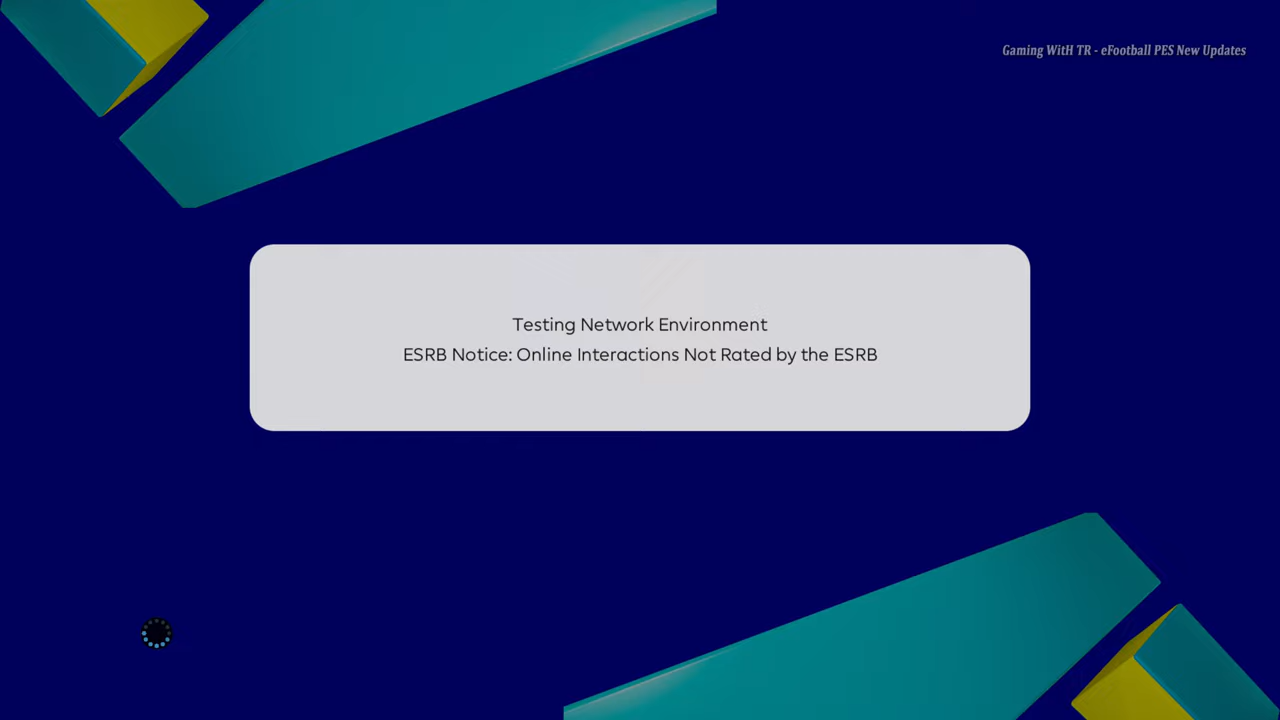 Gaming WitH TR - eFootball PES New Updates
Testing Network Environment
ESRB Notice: Online Interactions Not Rated by the ESRB